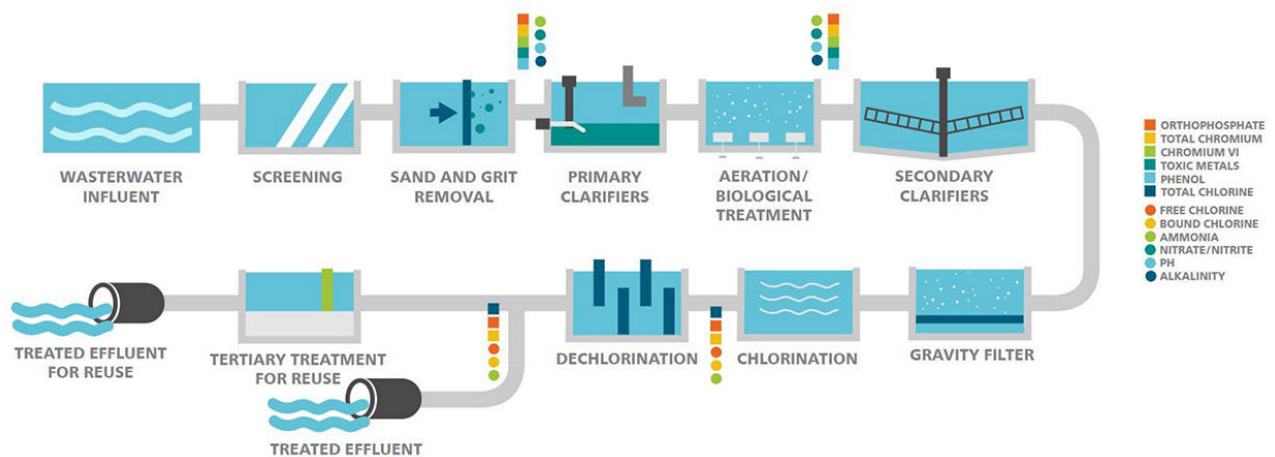 WASTERWATER
INFLUENT
SCREENING
SAND AND GRIT
REMOVAL
PRIMARY
CLARIFIERS
AERATION/
BIOLOGICAL
TREATMENT
SECONDARY
CLARIFIERS
ORTHOPHOSPHATE
TOTAL CHROMIUM
CHROMIUM VI
TOXIC METALS
PHENOL
TOTAL CHLORINE
FREE CHLORINE
BOUND CHLORINE
AMMONIA
NITRATE/NITRITE
PH
ALKALINITY
TREATED EFFLUENT
FOR REUSE
TERTIARY TREATMENT
FOR REUSE
DECHLORINATION
CHLORINATION
GRAVITY FILTER
TREATED EFFLUENT